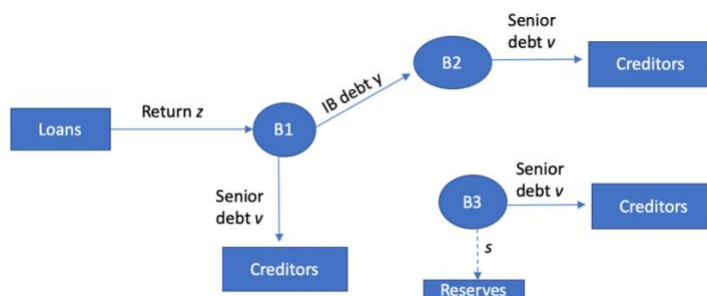 Senior
debt v
B2
Creditors
IB debt y
Loans
Return z
B1
Senior
debt v
Senior
debt v
B3
Creditors
s
Creditors
Reserves